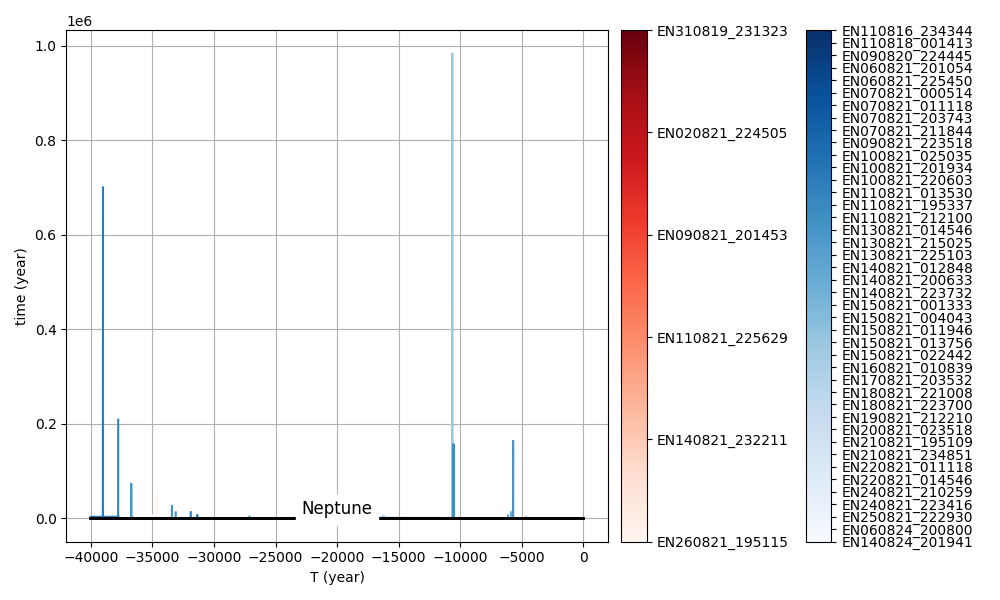 1e6
1.0
0.8
0.6
0.4
0.2
0.0
time (year)
Neptune
−40000 −35000 −30000 −25000 −20000 −15000 −10000 −5000 0
T (year)
EN310819_231323
EN020821_224505
EN090821_201453
EN110821_225629
EN140821_232211
EN260821_195115
EN110816_234344
EN110818_001413
EN090820_224445
EN060821_201054
EN060821_225450
EN070821_000514
EN070821_011118
EN070821_203743
EN070821_211844
EN090821_223518
EN100821_025035
EN100821_201934
EN100821_220603
EN110821_013530
EN110821_195337
EN110821_212100
EN130821_014546
EN130821_215025
EN130821_225103
EN140821_012848
EN140821_200633
EN140821_223732
EN150821_001333
EN150821_004043
EN150821_011946
EN150821_013756
EN150821_022442
EN160821_010839
EN170821_203532
EN180821_221008
EN180821_223700
EN190821_212210
EN200821_023518
EN210821_195109
EN210821_234851
EN220821_011118
EN220821_014546
EN240821_210259
EN240821_223416
EN250821_222930
EN060824_200800
EN140824_201941